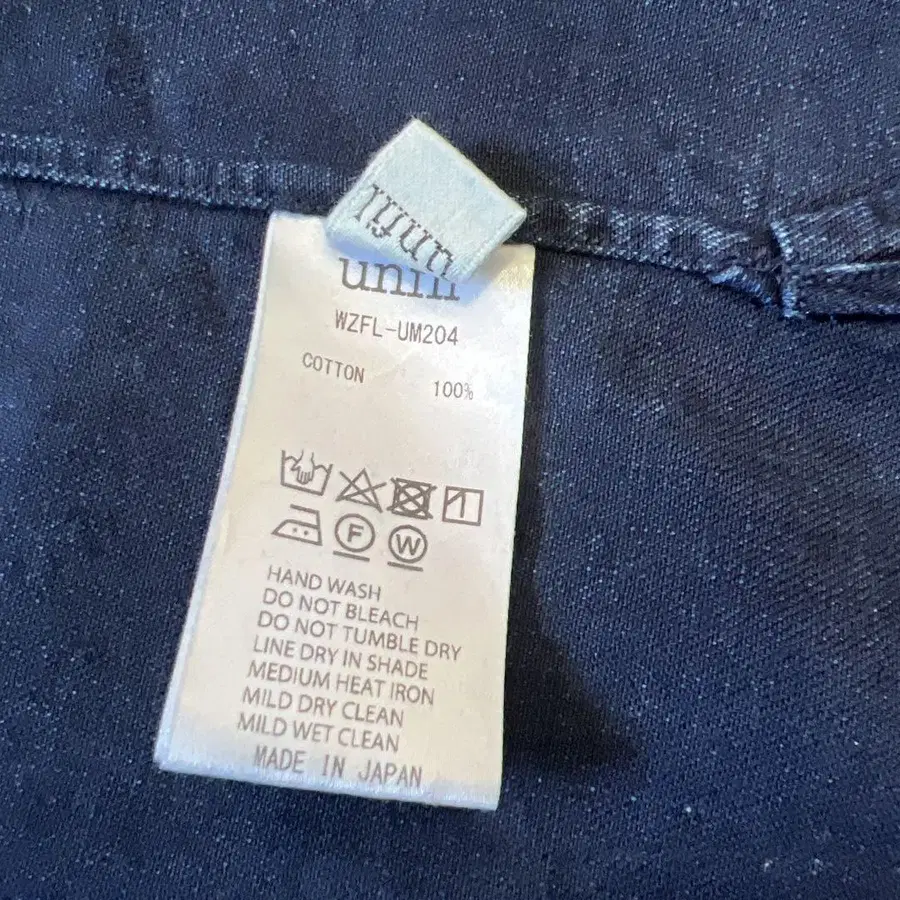 unfil
unfil
WZFL-UM204
COTTON 100%
F W
HAND WASH
DO NOT BLEACH
DO NOT TUMBLE DRY
LINE DRY IN SHADE
MEDIUM HEAT IRON
MILD DRY CLEAN
MILD WET CLEAN
MADE IN JAPAN